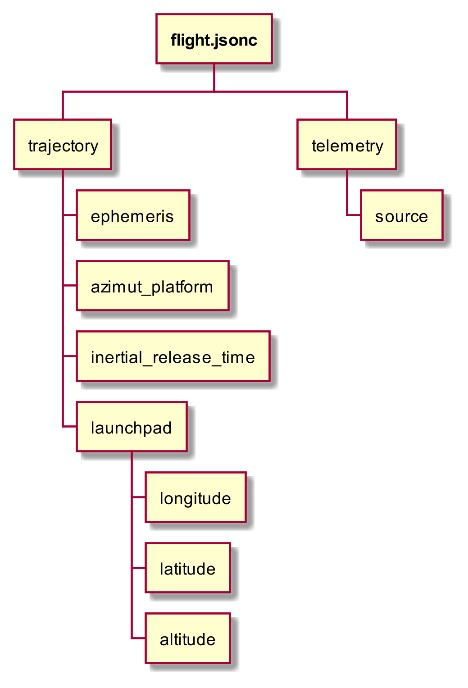 flight.jsonc
trajectory
telemetry
ephemeris
source
azimut_platform
inertial_release_time
launchpad
longitude
latitude
altitude